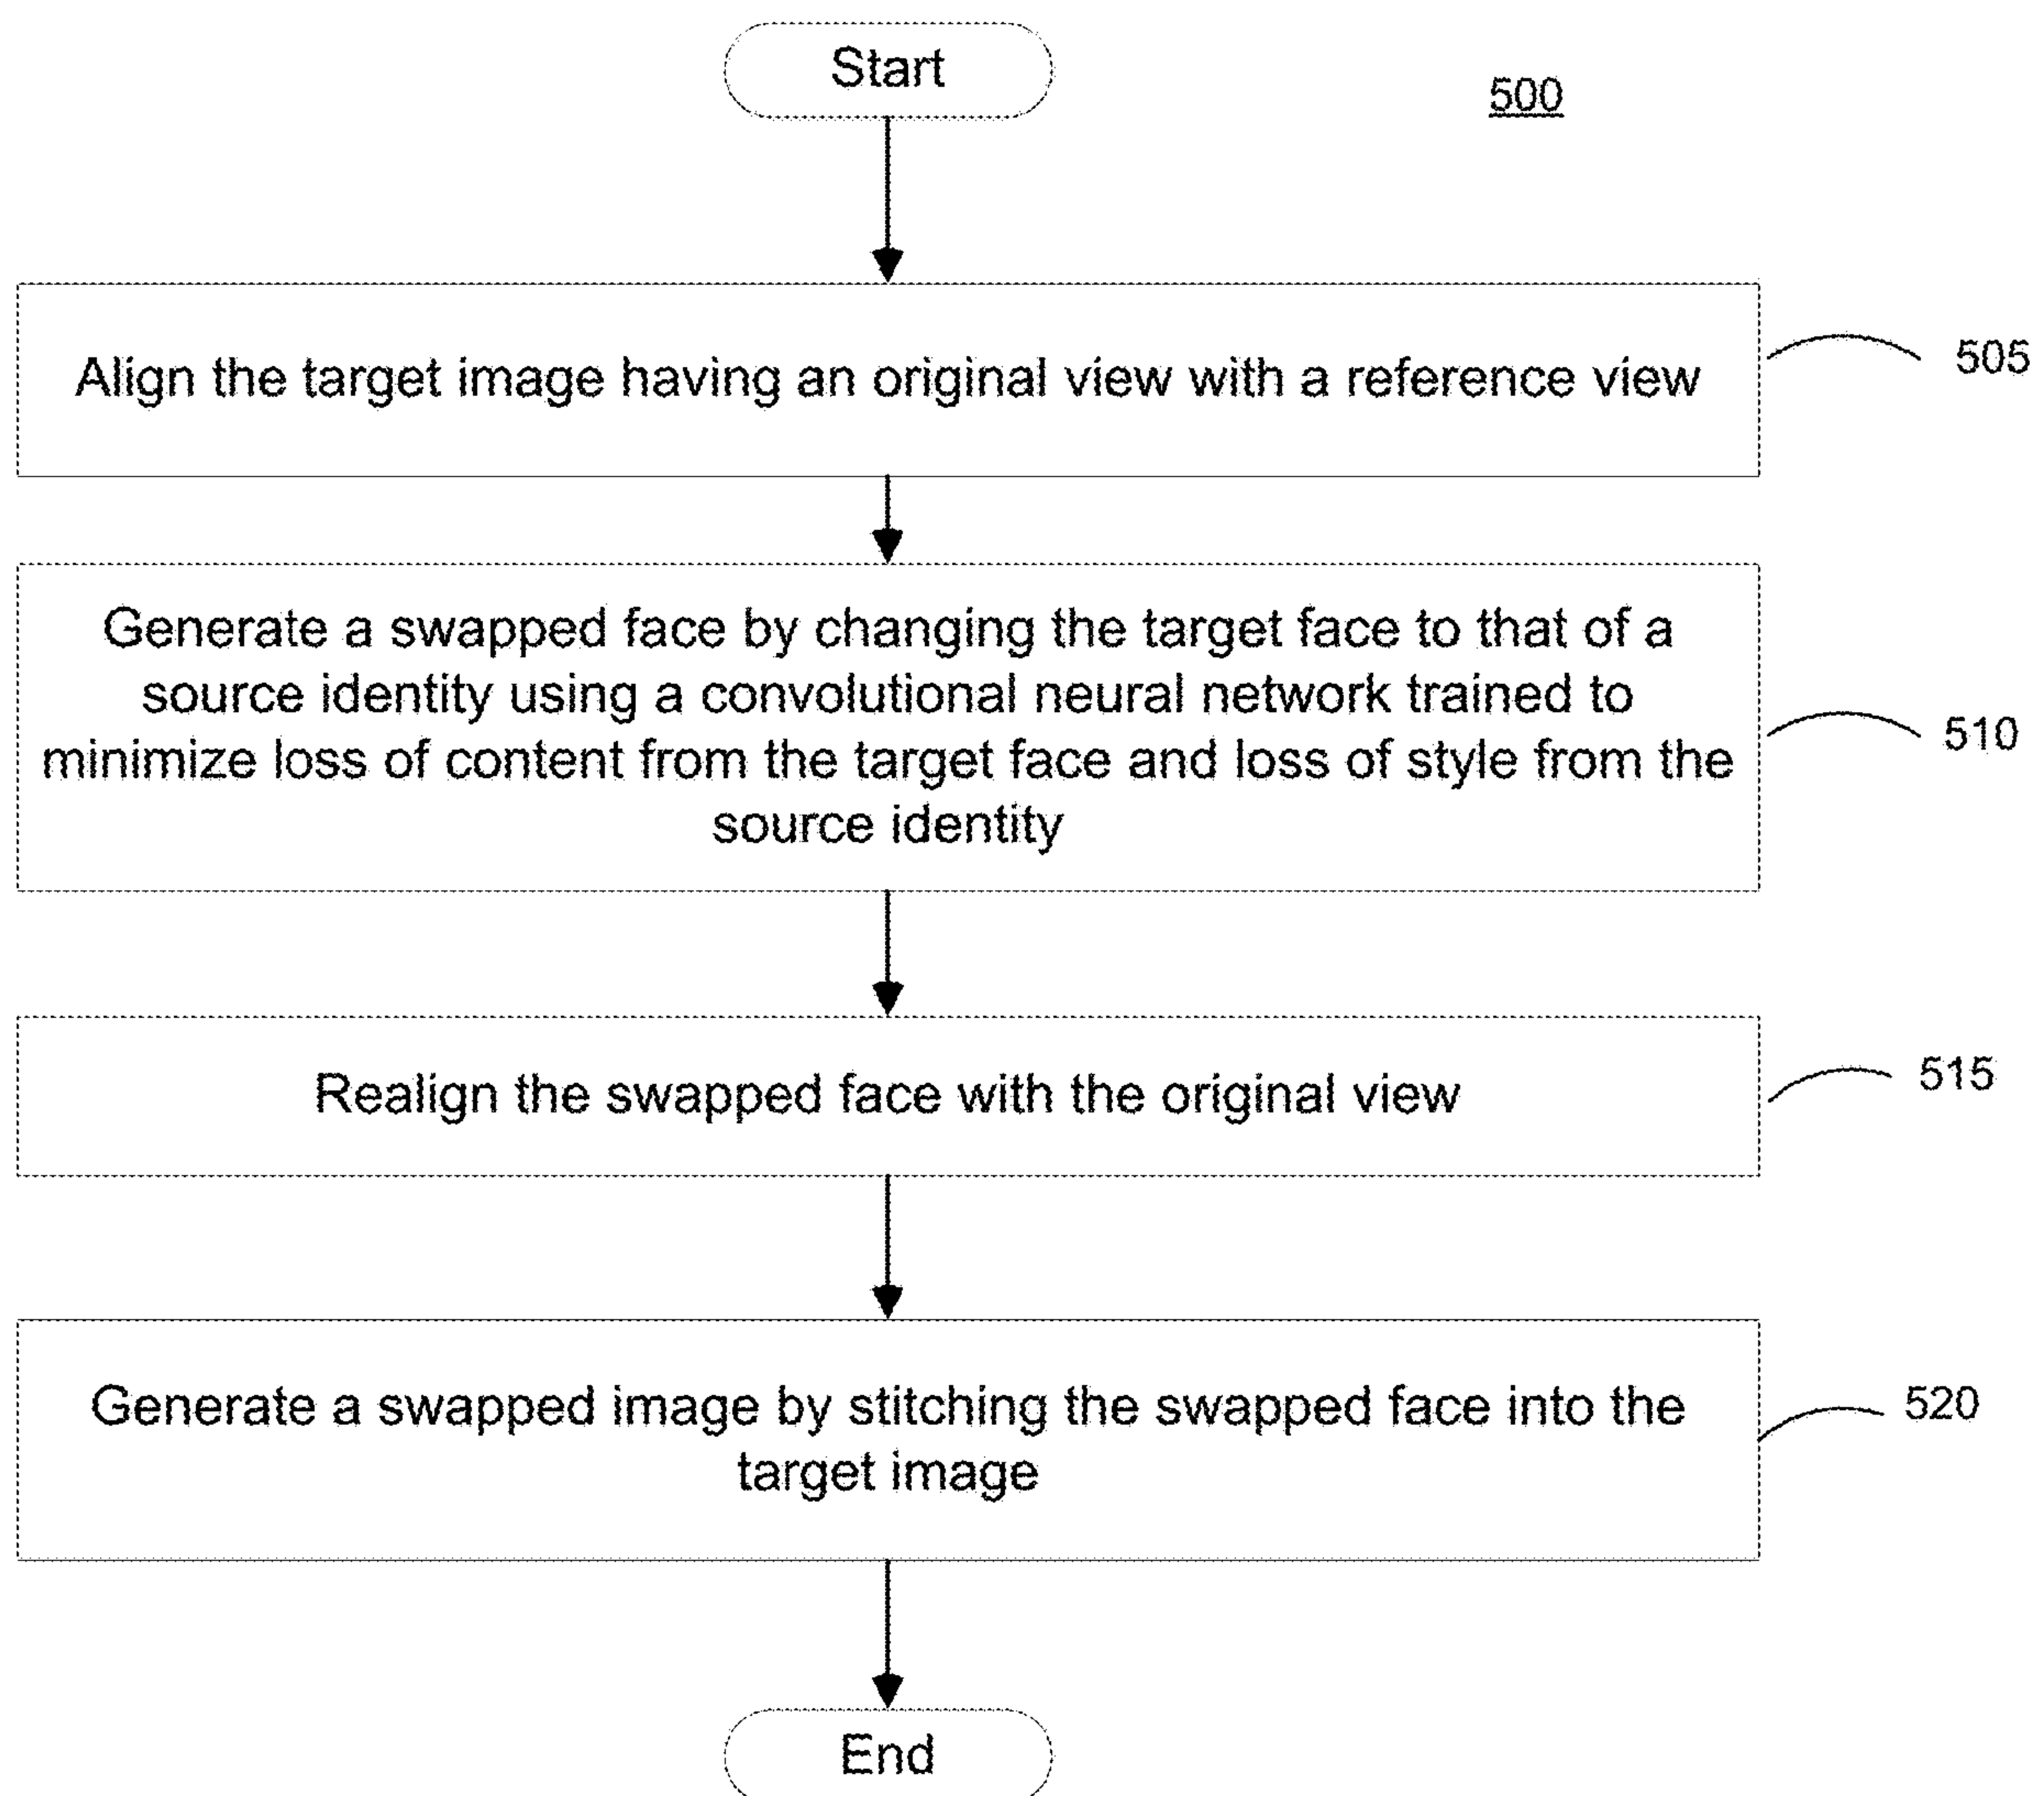 Start
500
Align the target image having an original view with a reference view
505
Generate a swapped face by changing the target face to that of a
source identity using a convolutional neural network trained to
minimize loss of content from the target face and loss of style from the
source identity
510
Realign the swapped face with the original view
515
Generate a swapped image by stitching the swapped face into the
target image
520
End